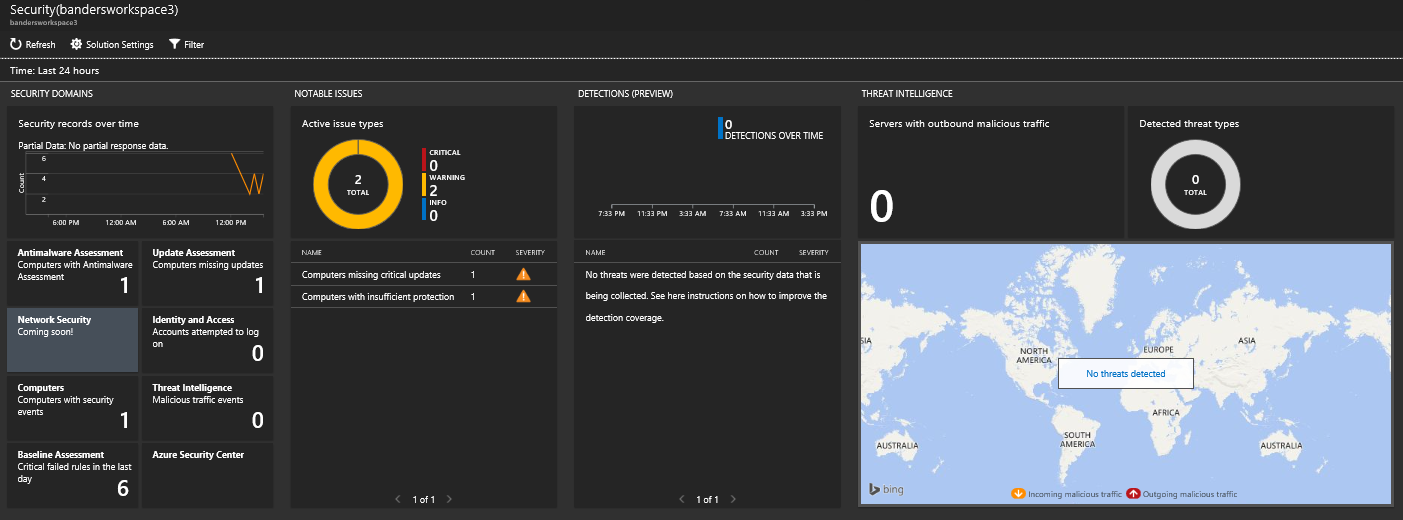 Security(bandersworkspace3)
bandersworkspace3
Refresh
Solution Settings
Filter
Time: Last 24 hours
SECURITY DOMAINS
Security records over time
Partial Data: No partial response data.
Count
6
4
2
6:00 PM
12:00 AM
6:00 AM
12:00 PM
Antimalware Assessment
Computers with Antimalware
Assessment
1
Update Assessment
Computers missing updates
1
Network Security
Coming soon!
Identity and Access
Accounts attempted to log
on
0
Computers
Computers with security
events
1
Threat Intelligence
Malicious traffic events
0
Baseline Assessment
Critical failed rules in the last
day
6
Azure Security Center
NOTABLE ISSUES
Active issue types
2
TOTAL
CRITICAL
0
WARNING
2
INFO
0
NAME COUNT SEVERITY
Computers missing critical updates 1
Computers with insufficient protection 1
1 of 1
DETECTIONS (PREVIEW)
0
DETECTIONS OVER TIME
7:33 PM
11:33 PM
3:33 AM
7:33 AM
11:33 AM
3:33 PM
NAME COUNT SEVERITY
No threats were detected based on the security data that is
being collected. See here instructions on how to improve the
detection coverage.
1 of 1
THREAT INTELLIGENCE
Servers with outbound malicious traffic
0
Detected threat types
0
TOTAL
SIA
NORTH
AMERICA
EUROPE
ASIA
No threats detected
AFRICA
SOUTH
AMERICA
AUSTRALIA
AUSTRALIA
bing
Incoming malicious traffic
Outgoing malicious traffic